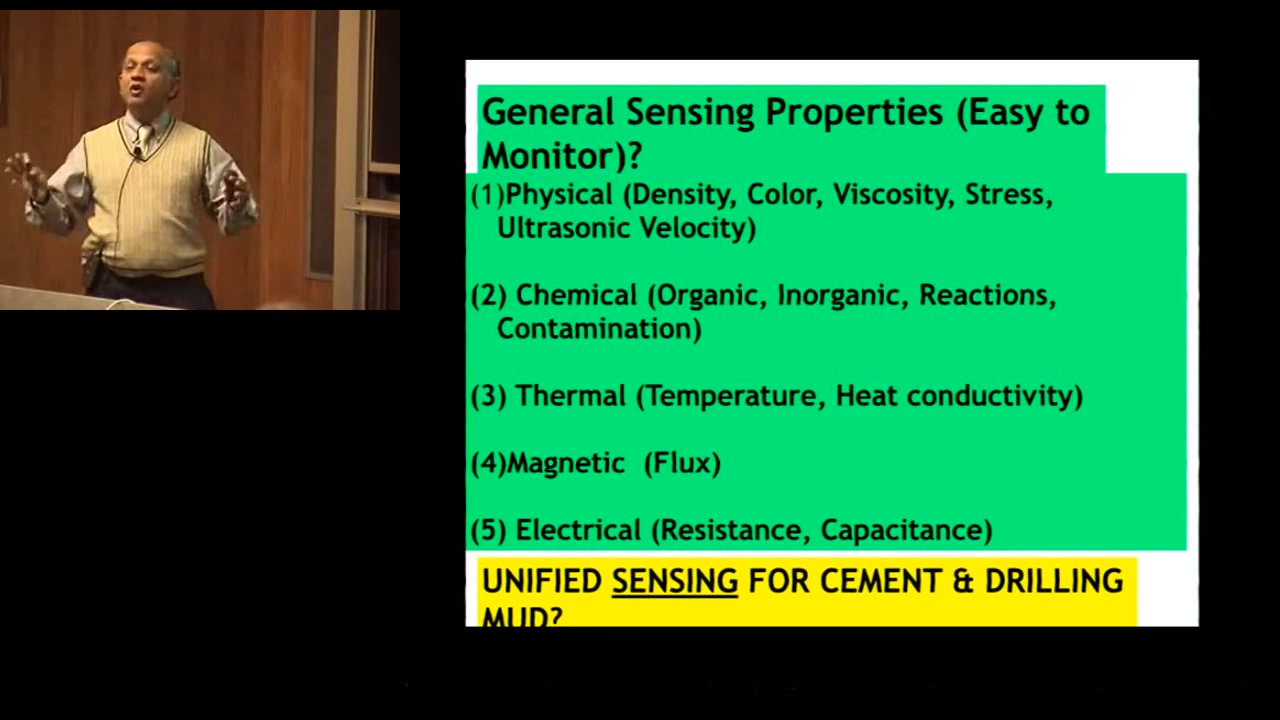 General Sensing Properties (Easy to
Monitor)?
(1)Physical (Density, Color, Viscosity, Stress,
Ultrasonic Velocity)
(2) Chemical (Organic, Inorganic, Reactions,
Contamination)
(3) Thermal (Temperature, Heat conductivity)
(4)Magnetic (Flux)
(5) Electrical (Resistance, Capacitance)
UNIFIED SENSING FOR CEMENT & DRILLING
MUD?